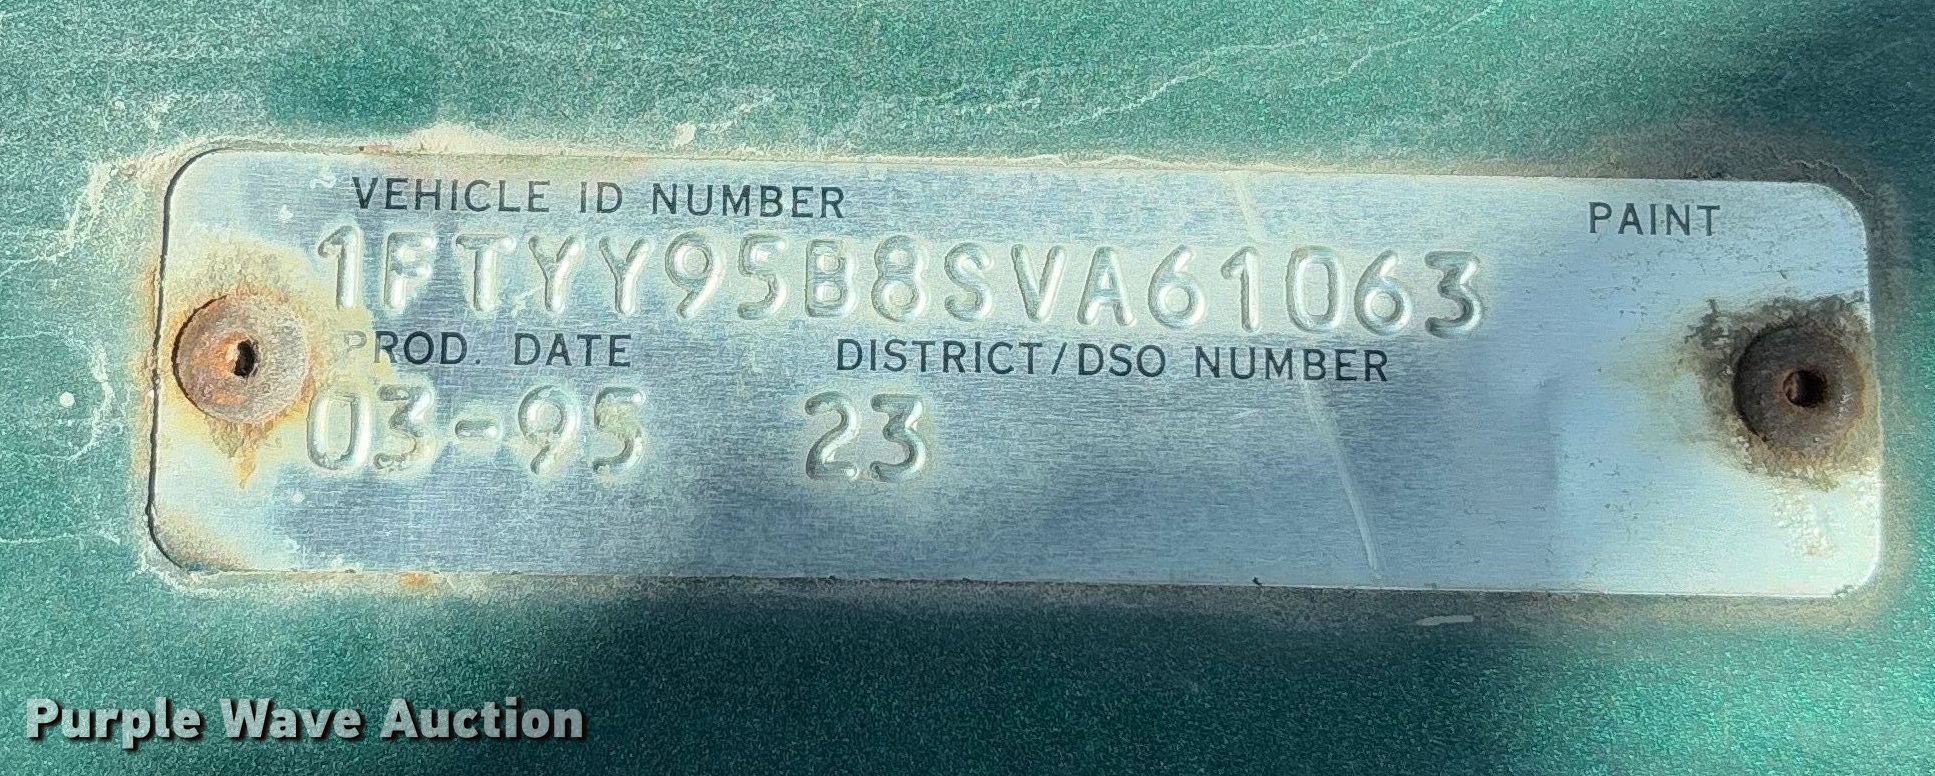 VEHICLE ID NUMBER PAINT
1FTYY95B8SVA61063
PROD. DATE DISTRICT/DSO NUMBER
03-95 23
Purple Wave Auction